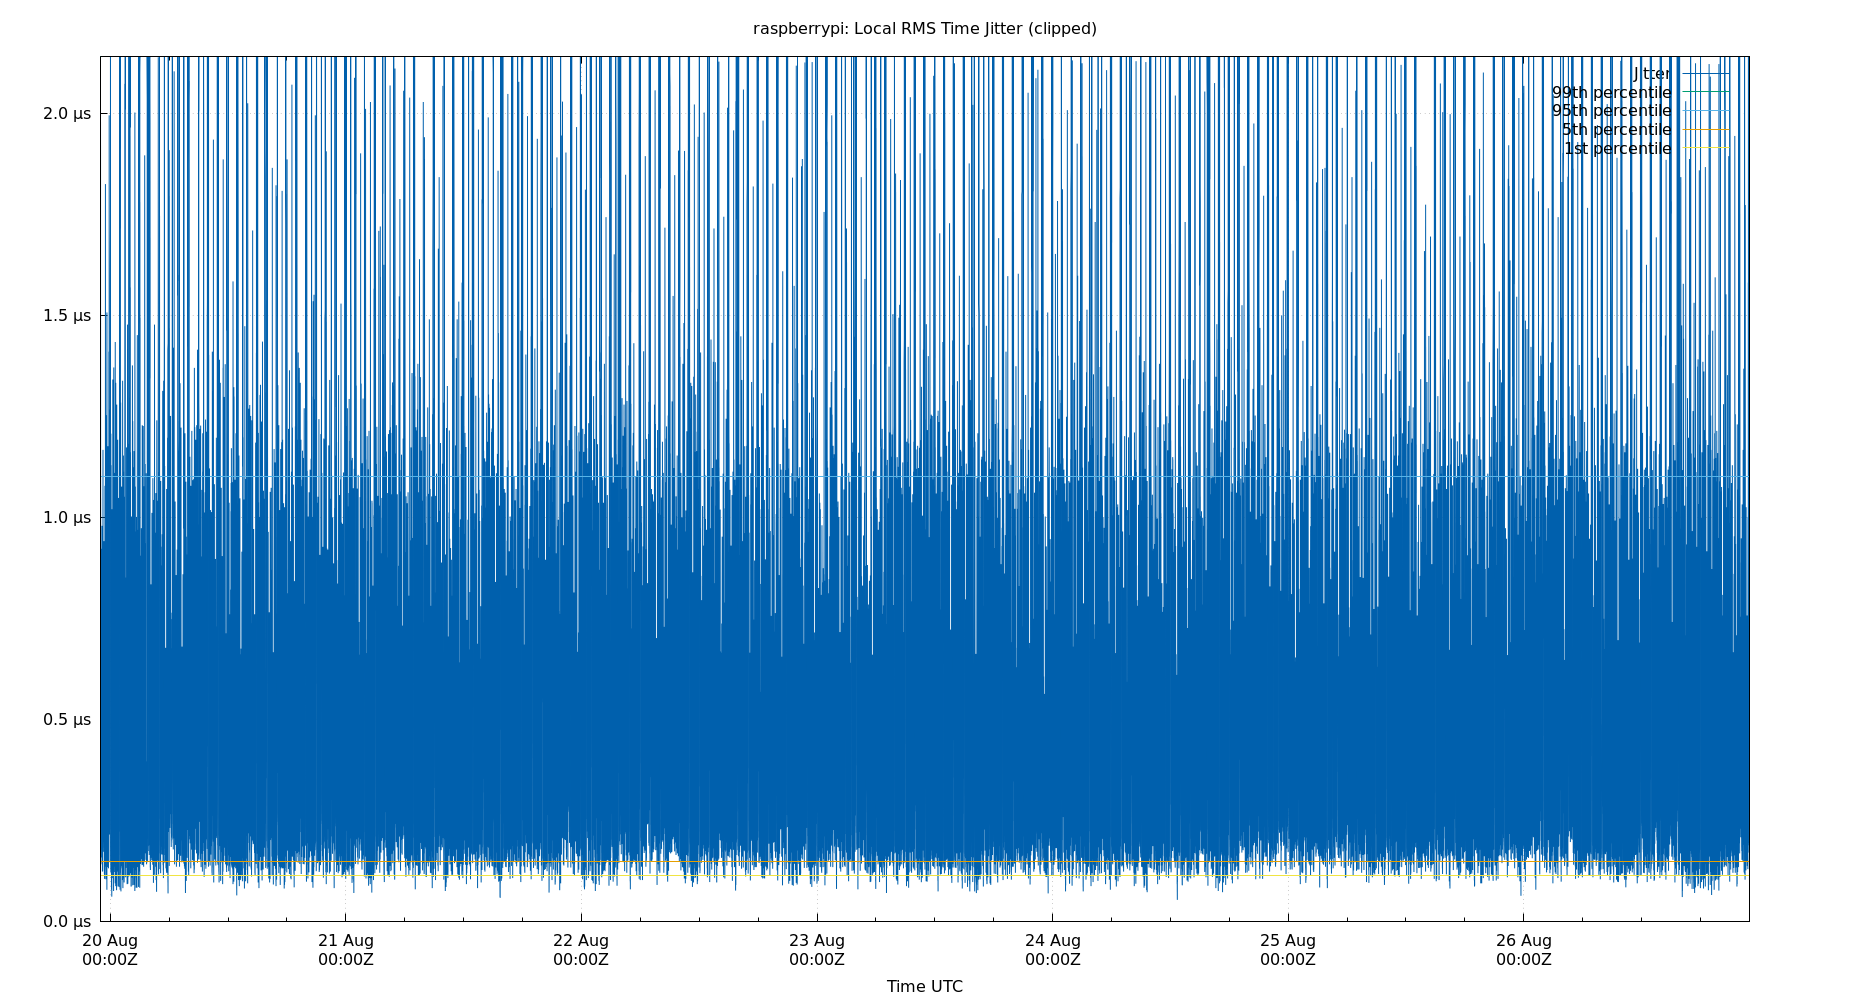 raspberrypi: Local RMS Time Jitter (clipped)
Jitter
99th percentile
95th percentile
5th percentile
1st percentile
2.0 µs
1.5 µs
1.0 µs
0.5 µs
0.0 µs
20 Aug 21 Aug 22 Aug 23 Aug 24 Aug 25 Aug 26 Aug
00:00Z 00:00Z 00:00Z 00:00Z 00:00Z 00:00Z 00:00Z
Time UTC